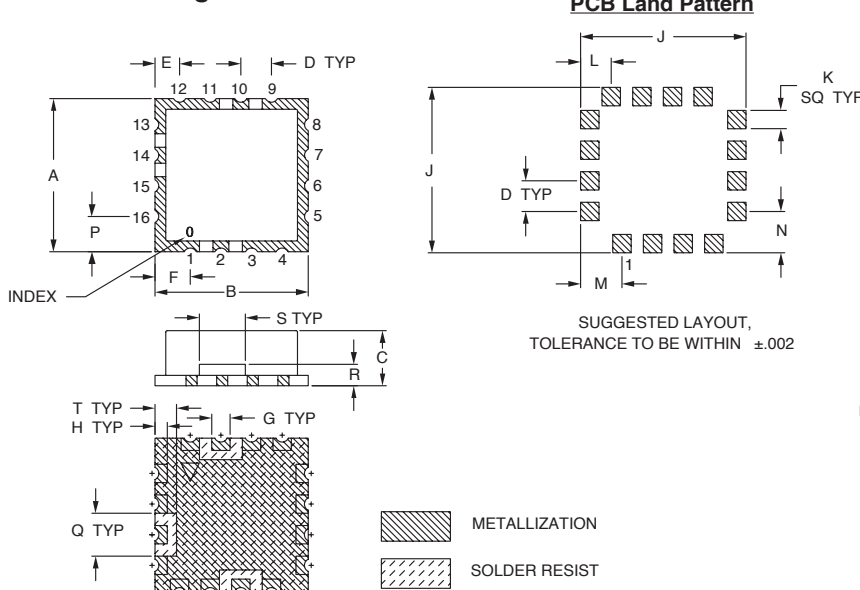 PCB Land Pattern
E
D TYP
12 11 10 9
13
14
15
16
8
7
6
5
A
P
0
1 2 3 4
F
B
INDEX
S TYP
C
R
T TYP
H TYP
G TYP
Q TYP
J
L
K
SQ TYP
J
D TYP
N
1
M
SUGGESTED LAYOUT,
TOLERANCE TO BE WITHIN ±.002
METALLIZATION
SOLDER RESIST